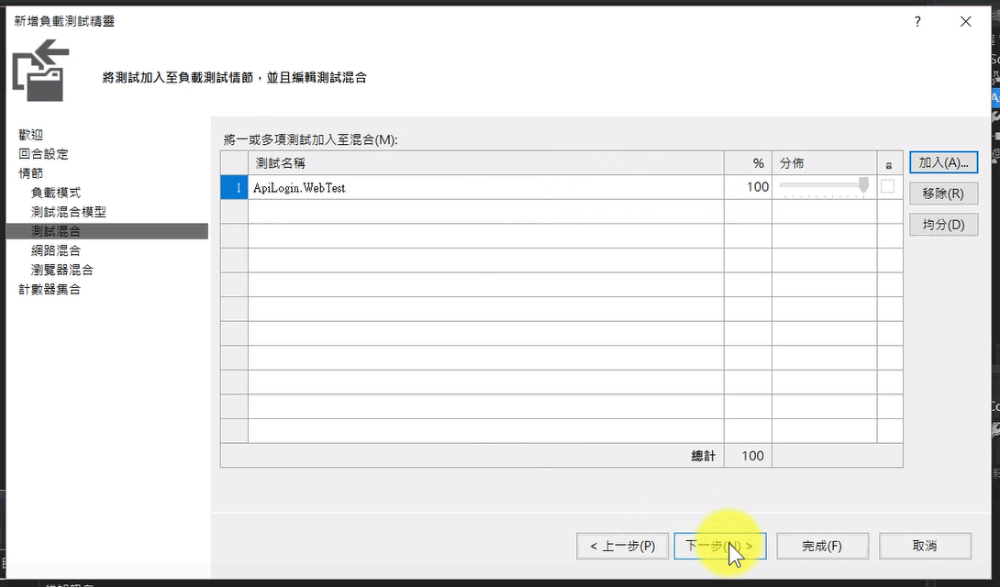 新增負載測試精靈
?
將測試加入至負載測試情節，並且編輯測試混合
歡迎
回合設定
情節
負載模式
測試混合模型
測試混合
網路混合
瀏覽器混合
計數器集合
將一或多項測試加入至混合(M):
測試名稱 % 分佈
1 ApiLogin.WebTest 100
總計 100
加入(A)...
移除(R)
均分(D)
< 上一步(P) 下一步(N) > 完成(F) 取消